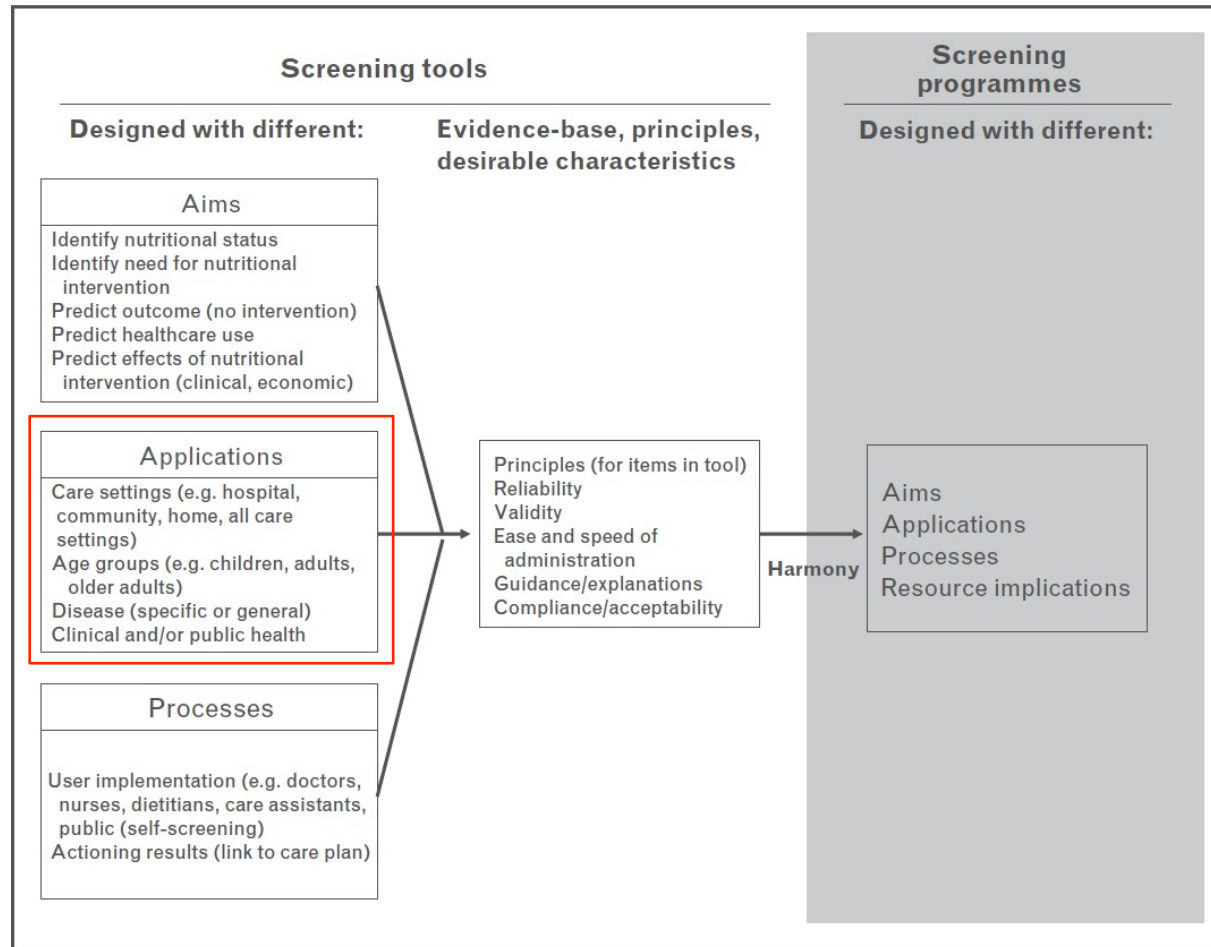 Screening tools
Designed with different:
Evidence-base, principles,
desirable characteristics
Aims
Identify nutritional status
Identify need for nutritional
intervention
Predict outcome (no intervention)
Predict healthcare use
Predict effects of nutritional
intervention (clinical, economic)
Applications
Care settings (e.g. hospital,
community, home, all care
settings)
Age groups (e.g. children, adults,
older adults)
Disease (specific or general)
Clinical and/or public health
Processes
User implementation (e.g. doctors,
nurses, dietitians, care assistants,
public (self-screening)
Actioning results (link to care plan)
Principles (for items in tool)
Reliability
Validity
Ease and speed of
administration
Guidance/explanations
Compliance/acceptability
Harmony
Screening
programmes
Designed with different:
Aims
Applications
Processes
Resource implications